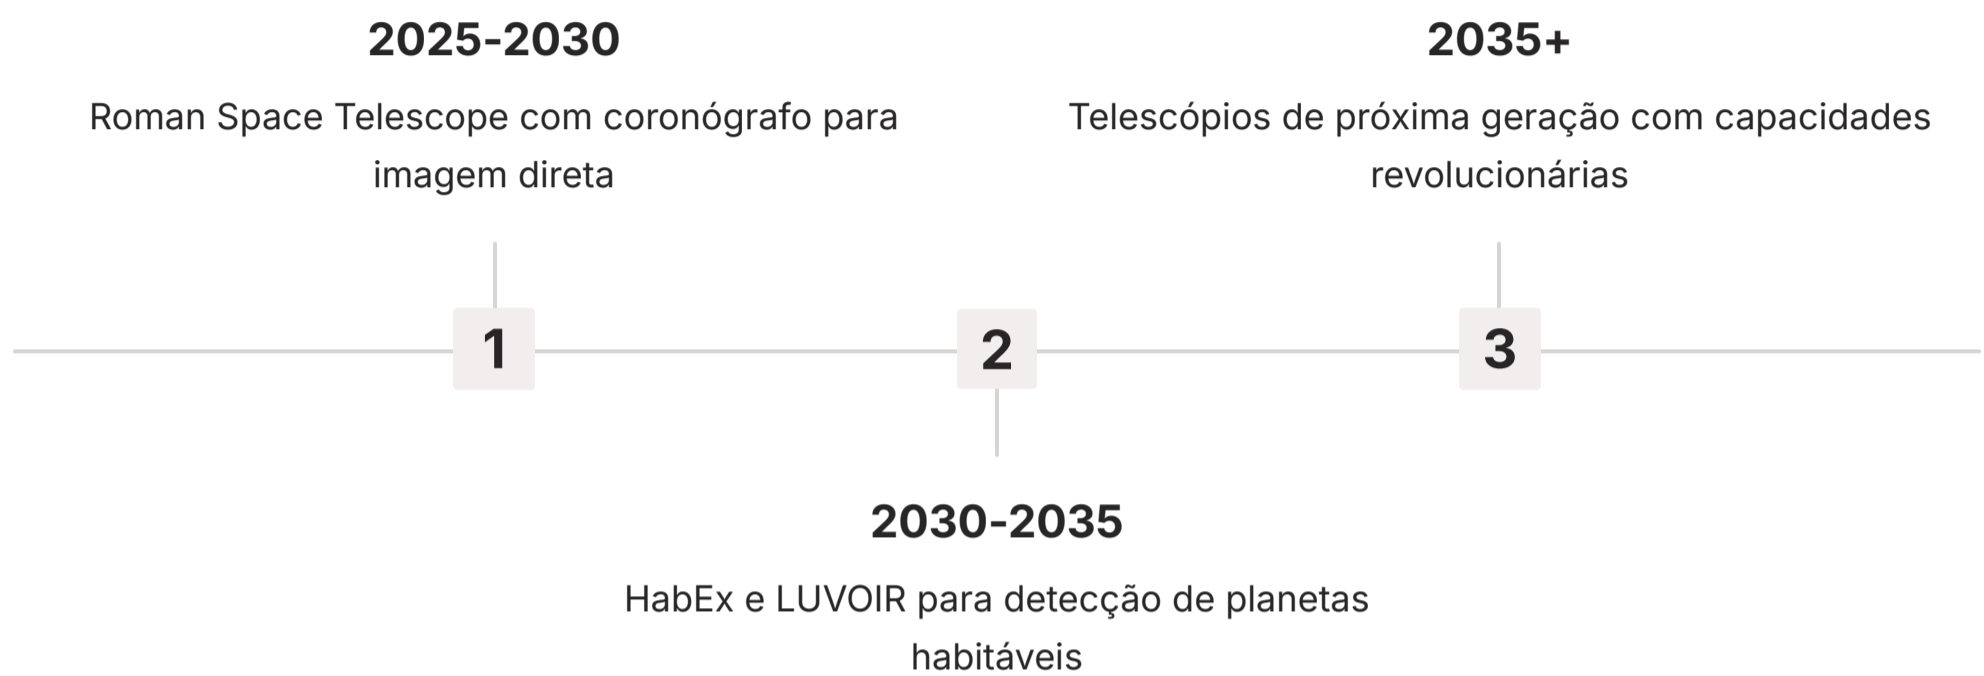 2025-2030
Roman Space Telescope com coronógrafo para
imagem direta
1
2
2030-2035
HabEx e LUVOIR para detecção de planetas
habitáveis
2035+
Telescópios de próxima geração com capacidades
revolucionárias
3